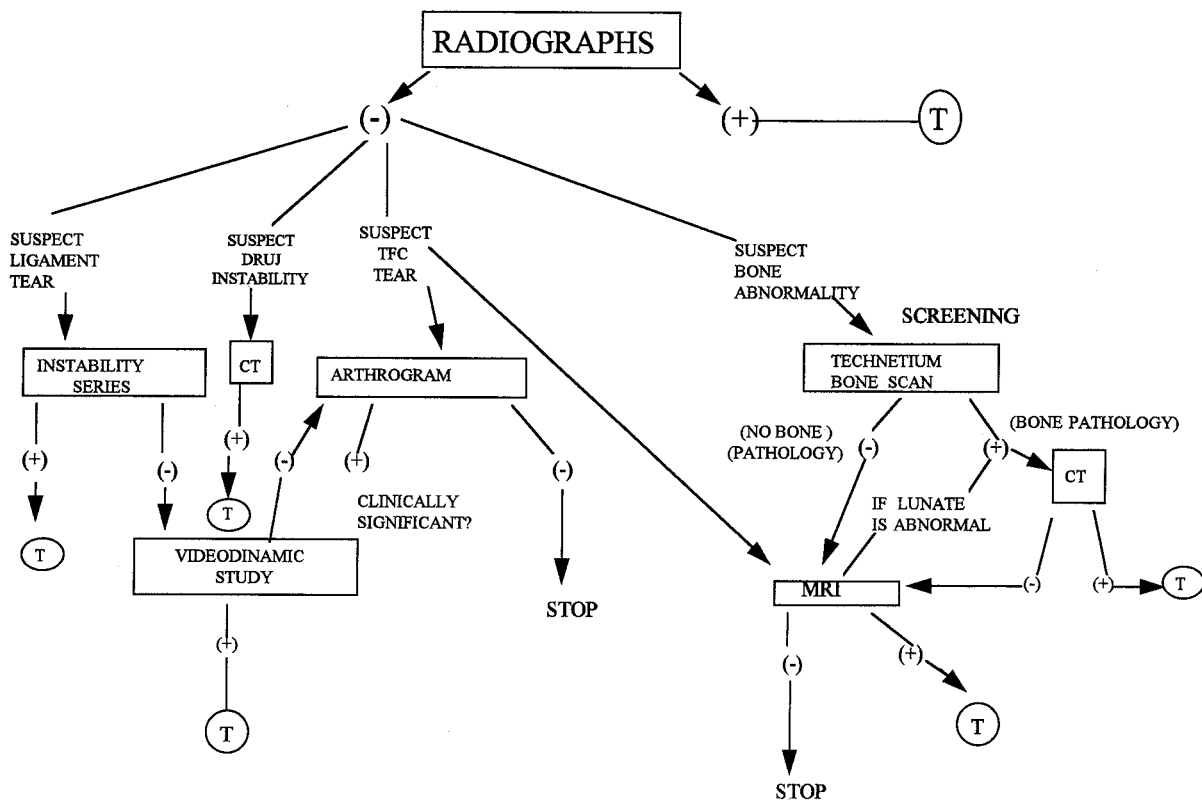 RADIOGRAPHS
(-)
(+)
T
SUSPECT
LIGAMENT
TEAR
SUSPECT
DRUJ
INSTABILITY
SUSPECT
TFC
TEAR
SUSPECT
BONE
ABNORMALITY
SCREENING
INSTABILITY
SERIES
CT
ARTHROGRAM
TECHNETIUM
BONE SCAN
(+)
(-)
(+)
(-)
(+)
(-)
(NO BONE )
(PATHOLOGY)
(-)
(+)
(BONE PATHOLOGY)
CT
T
T
CLINICALLY
SIGNIFICANT?
IF LUNATE
IS ABNORMAL
VIDEODINAMIC
STUDY
STOP
MRI
(-)
(+)
T
(+)
(-)
(+)
T
T
STOP